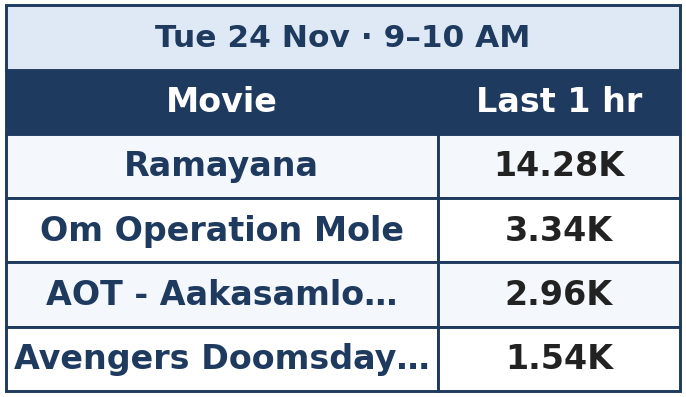 Tue 24 Nov · 9–10 AM
Movie Last 1 hr
Ramayana 14.28K
Om Operation Mole 3.34K
AOT - Aakasamlo… 2.96K
Avengers Doomsday… 1.54K